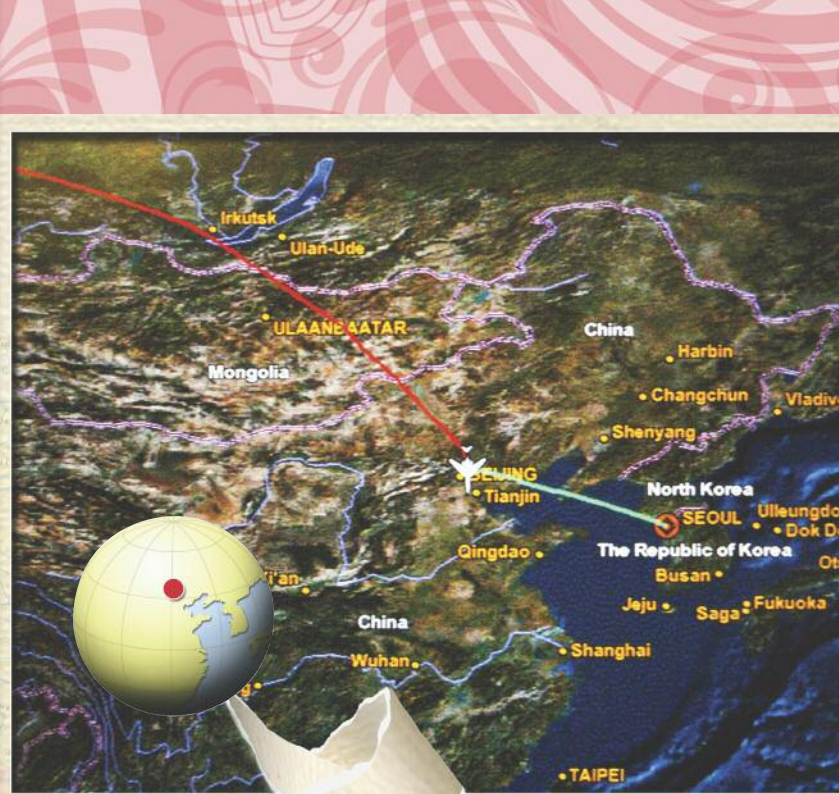 Irkutsk
Ulan-Ude
ULAANBAATAR
China
Mongolia
Harbin
Changchun
Shenyang
BEIJING
Tianjin
North Korea
SEOUL
The Republic of Korea
Qingdao
Busan
Jeju
Saga
Fukuoka
China
Wuhan
Shanghai
TAIPEI